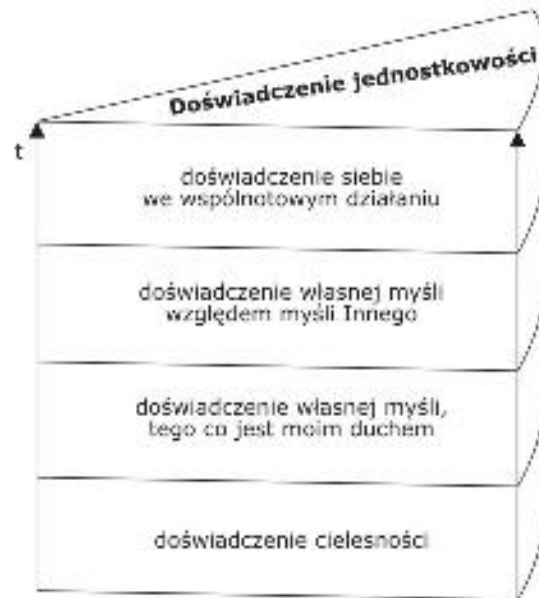 Doświadczenie jednostkowości
t
doświadczenie siebie
we wspólnotowym działaniu
doświadczenie własnej myśli
względem myśli Innego
doświadczenie własnej myśli,
tego co jest moim duchem
doświadczenie cielesności